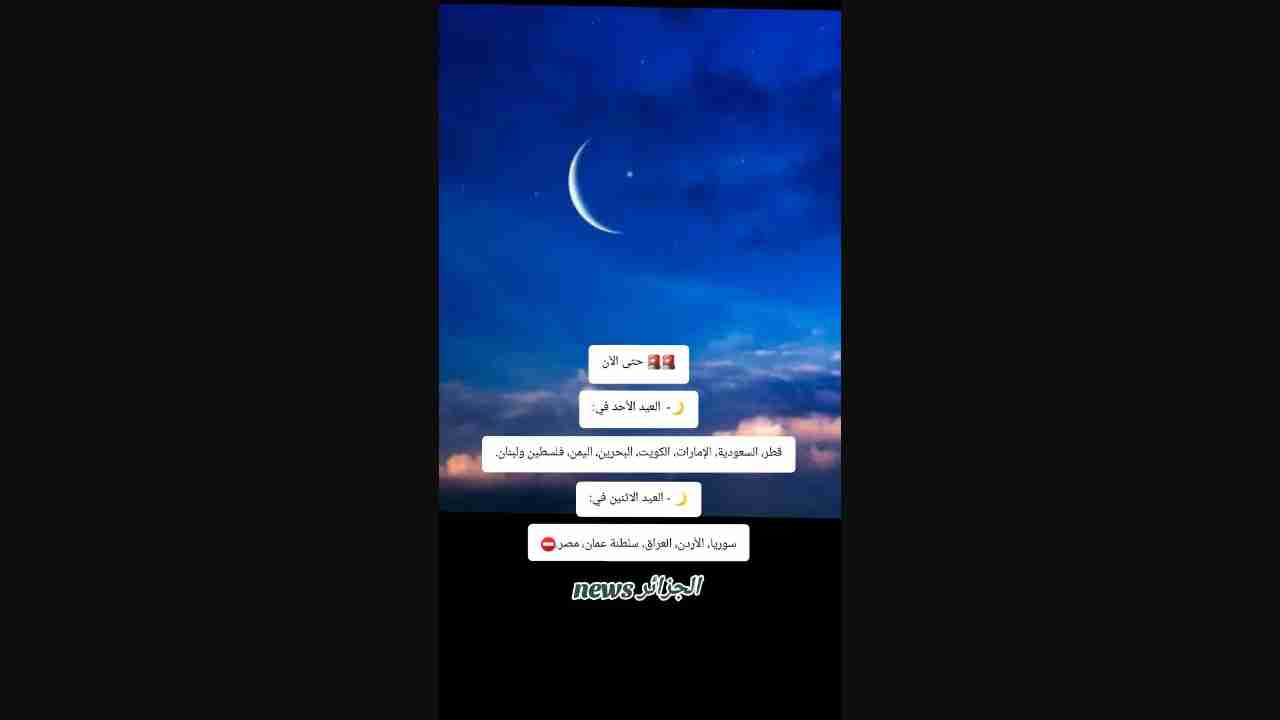 🚨🚨 حتى الآن
🌙- العيد الأحد في:
قطر، السعودية، الإمارات، الكويت، البحرين، اليمن، فلسطين ولبنان.
🌙 - العيد الاثنين في:
سوريا، الأردن، العراق، سلطنة عمان، مصر⛔
الجزائر news